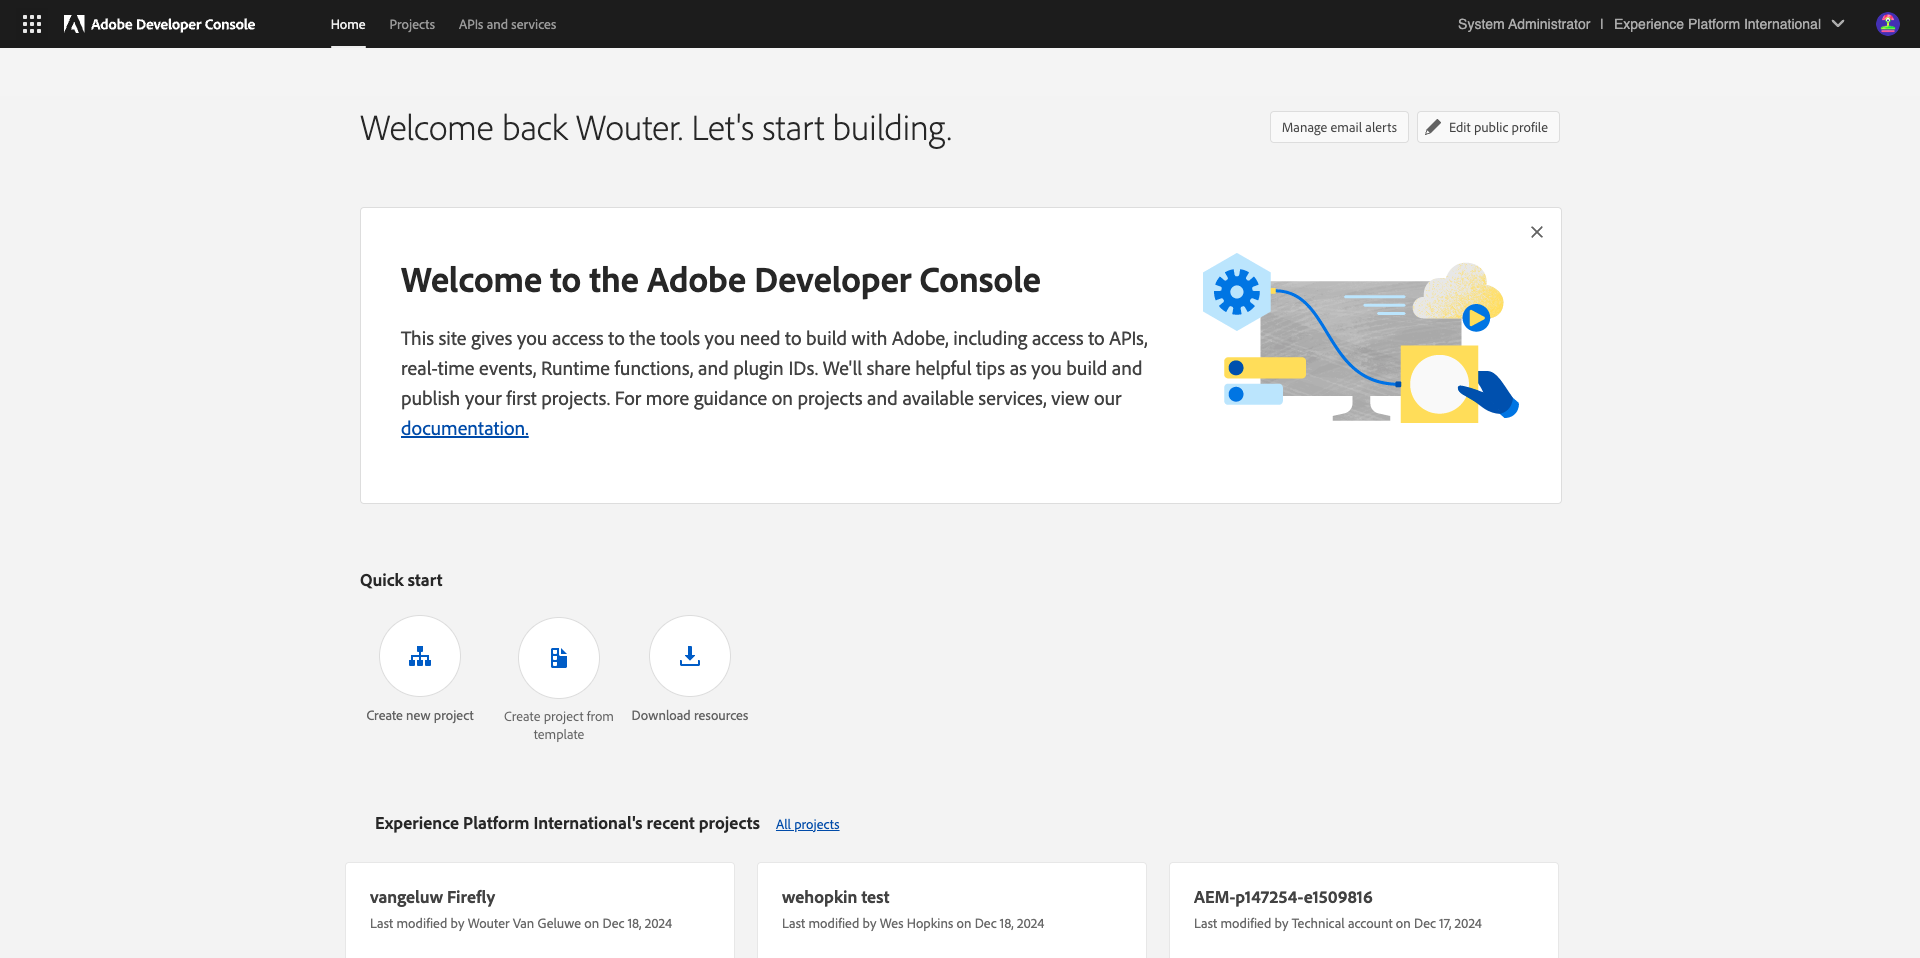 Adobe Developer Console
Home
Projects
APIs and services
System Administrator | Experience Platform International
Welcome back Wouter. Let's start building.
Manage email alerts
Edit public profile
Welcome to the Adobe Developer Console
This site gives you access to the tools you need to build with Adobe, including access to APIs,
real-time events, Runtime functions, and plugin IDs. We'll share helpful tips as you build and
publish your first projects. For more guidance on projects and available services, view our
documentation.
Quick start
Create new project
Create project from
template
Download resources
Experience Platform International's recent projects
All projects
vangeluw Firefly
Last modified by Wouter Van Geluwe on Dec 18, 2024
wehopkin test
Last modified by Wes Hopkins on Dec 18, 2024
AEM-p147254-e1509816
Last modified by Technical account on Dec 17, 2024